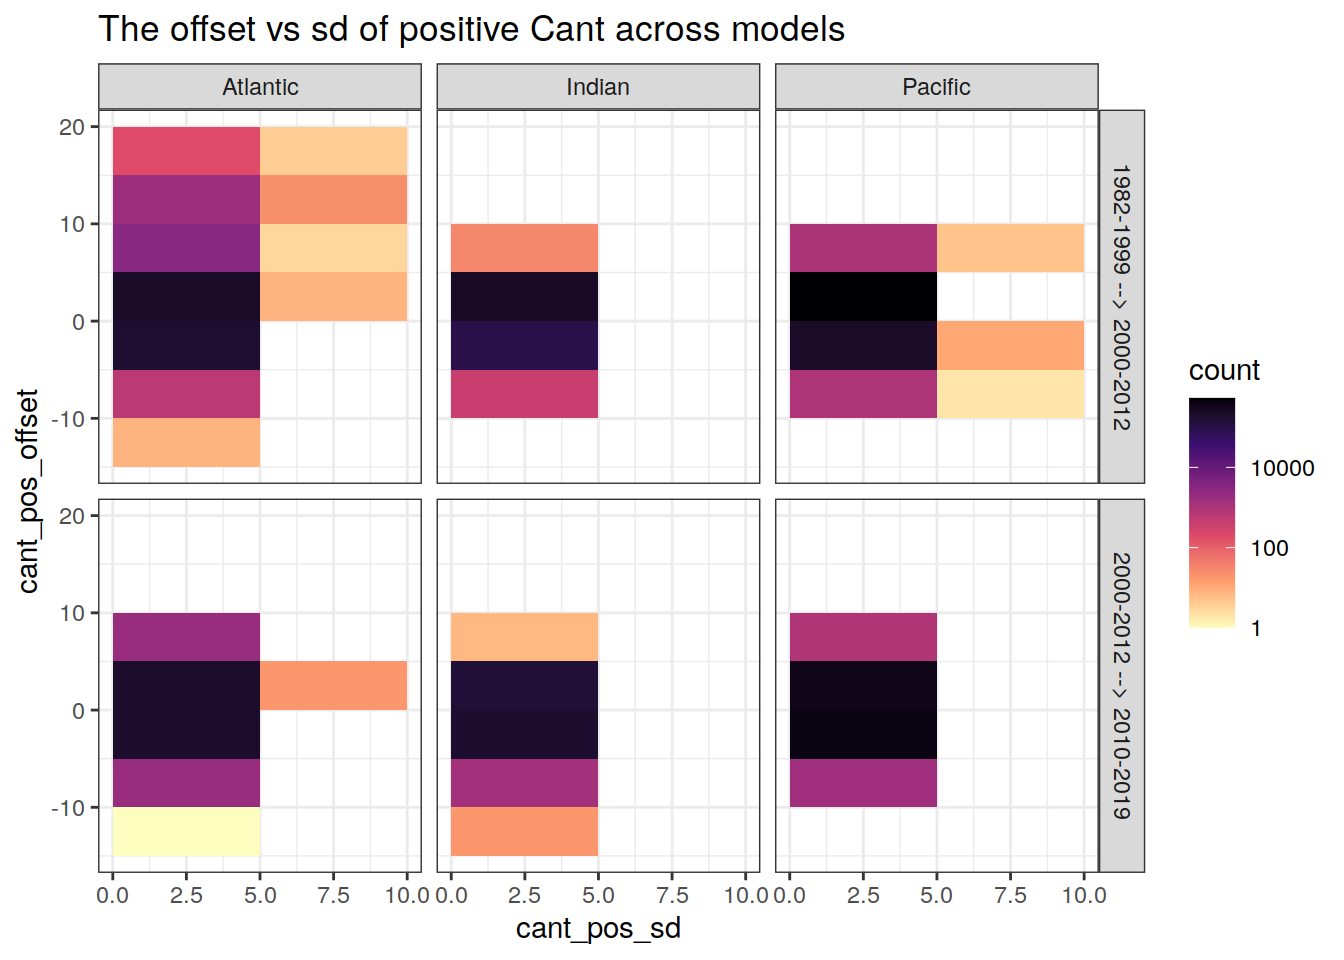 The offset vs sd of positive Cant across models
Atlantic
Indian
Pacific
20
10
0
-10
1982-1999 --> 2000-2012
20
10
0
-10
2000-2012 --> 2010-2019
0.0 2.5 5.0 7.5 10.0
0.0 2.5 5.0 7.5 10.0
0.0 2.5 5.0 7.5 10.0
cant_pos_sd
cant_pos_offset
count
10000
100
1